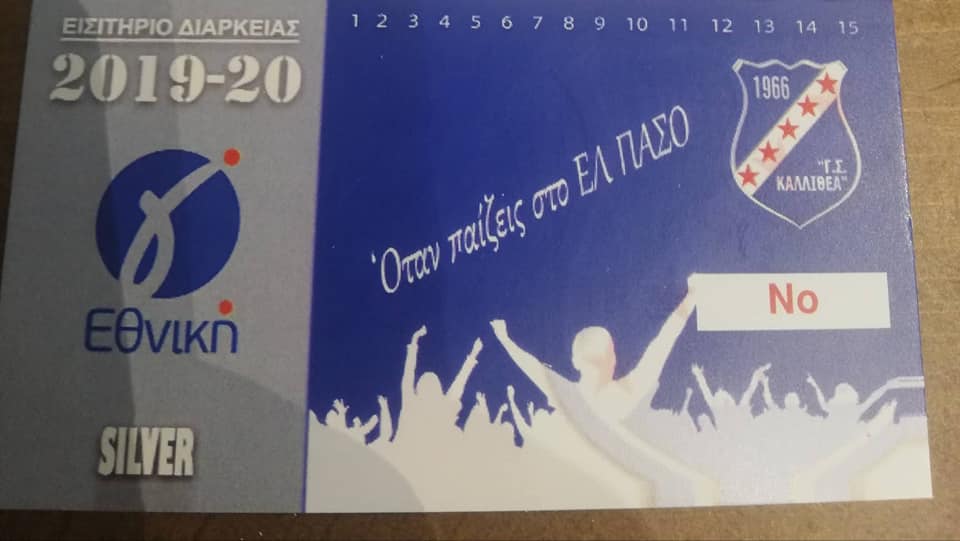 ΕΙΣΙΤΗΡΙΟ ΔΙΑΡΚΕΙΑΣ
2019-20
γ
Εθνική
SILVER
1 2 3 4 5 6 7 8 9 10 11 12 13 14 15
Όταν παίζεις στο ΕΛ ΠΑΣΟ
1966
"Γ.Σ.
ΚΑΛΛΙΘΕΑ"
No